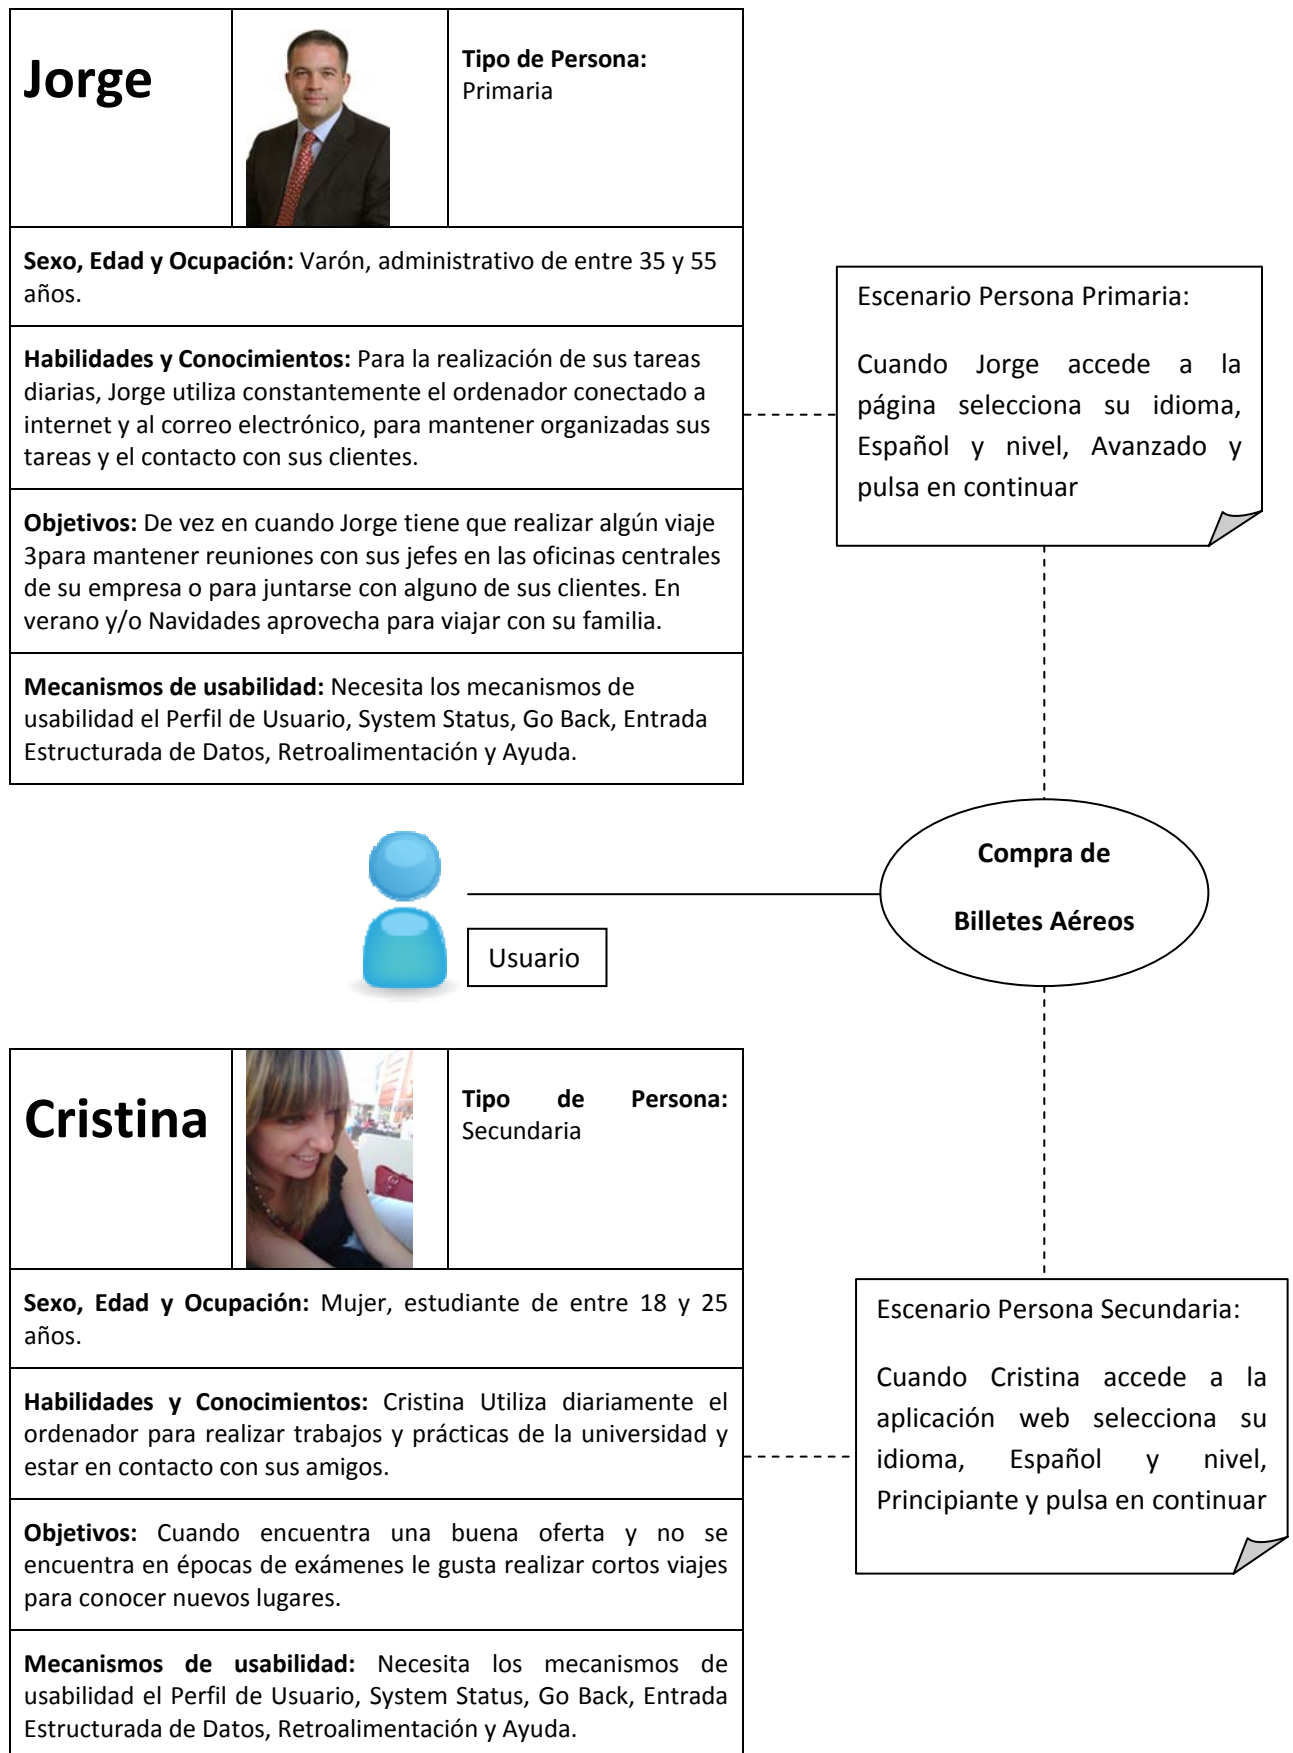 Jorge
Tipo de Persona:
Primaria
Sexo, Edad y Ocupación: Varón, administrativo de entre 35 y 55
años.
Habilidades y Conocimientos: Para la realización de sus tareas
diarias, Jorge utiliza constantemente el ordenador conectado a
internet y al correo electrónico, para mantener organizadas sus
tareas y el contacto con sus clientes.
Objetivos: De vez en cuando Jorge tiene que realizar algún viaje
3para mantener reuniones con sus jefes en las oficinas centrales
de su empresa o para juntarse con alguno de sus clientes. En
verano y/o Navidades aprovecha para viajar con su familia.
Mecanismos de usabilidad: Necesita los mecanismos de
usabilidad el Perfil de Usuario, System Status, Go Back, Entrada
Estructurada de Datos, Retroalimentación y Ayuda.
Escenario Persona Primaria:
Cuando Jorge accede a la
página selecciona su idioma,
Español y nivel, Avanzado y
pulsa en continuar
Compra de
Billetes Aéreos
Usuario
Cristina
Tipo de Persona:
Secundaria
Sexo, Edad y Ocupación: Mujer, estudiante de entre 18 y 25
años.
Habilidades y Conocimientos: Cristina Utiliza diariamente el
ordenador para realizar trabajos y prácticas de la universidad y
estar en contacto con sus amigos.
Objetivos: Cuando encuentra una buena oferta y no se
encuentra en épocas de exámenes le gusta realizar cortos viajes
para conocer nuevos lugares.
Mecanismos de usabilidad: Necesita los mecanismos de
usabilidad el Perfil de Usuario, System Status, Go Back, Entrada
Estructurada de Datos, Retroalimentación y Ayuda.
Escenario Persona Secundaria:
Cuando Cristina accede a la
aplicación web selecciona su
idioma, Español y nivel,
Principiante y pulsa en continuar